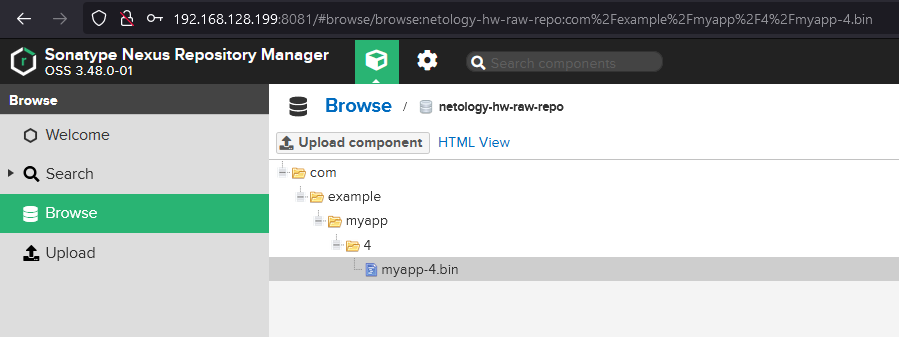 192.168.128.199:8081/#browse/browse:netology-hw-raw-repo:com%2Fexample%2Fmyapp%2F4%2Fmyapp-4.bin
Sonatype Nexus Repository Manager
OSS 3.48.0-01
Search components
Browse
Welcome
Search
Browse
Upload
Browse / netology-hw-raw-repo
Upload component HTML View
com
example
myapp
4
myapp-4.bin